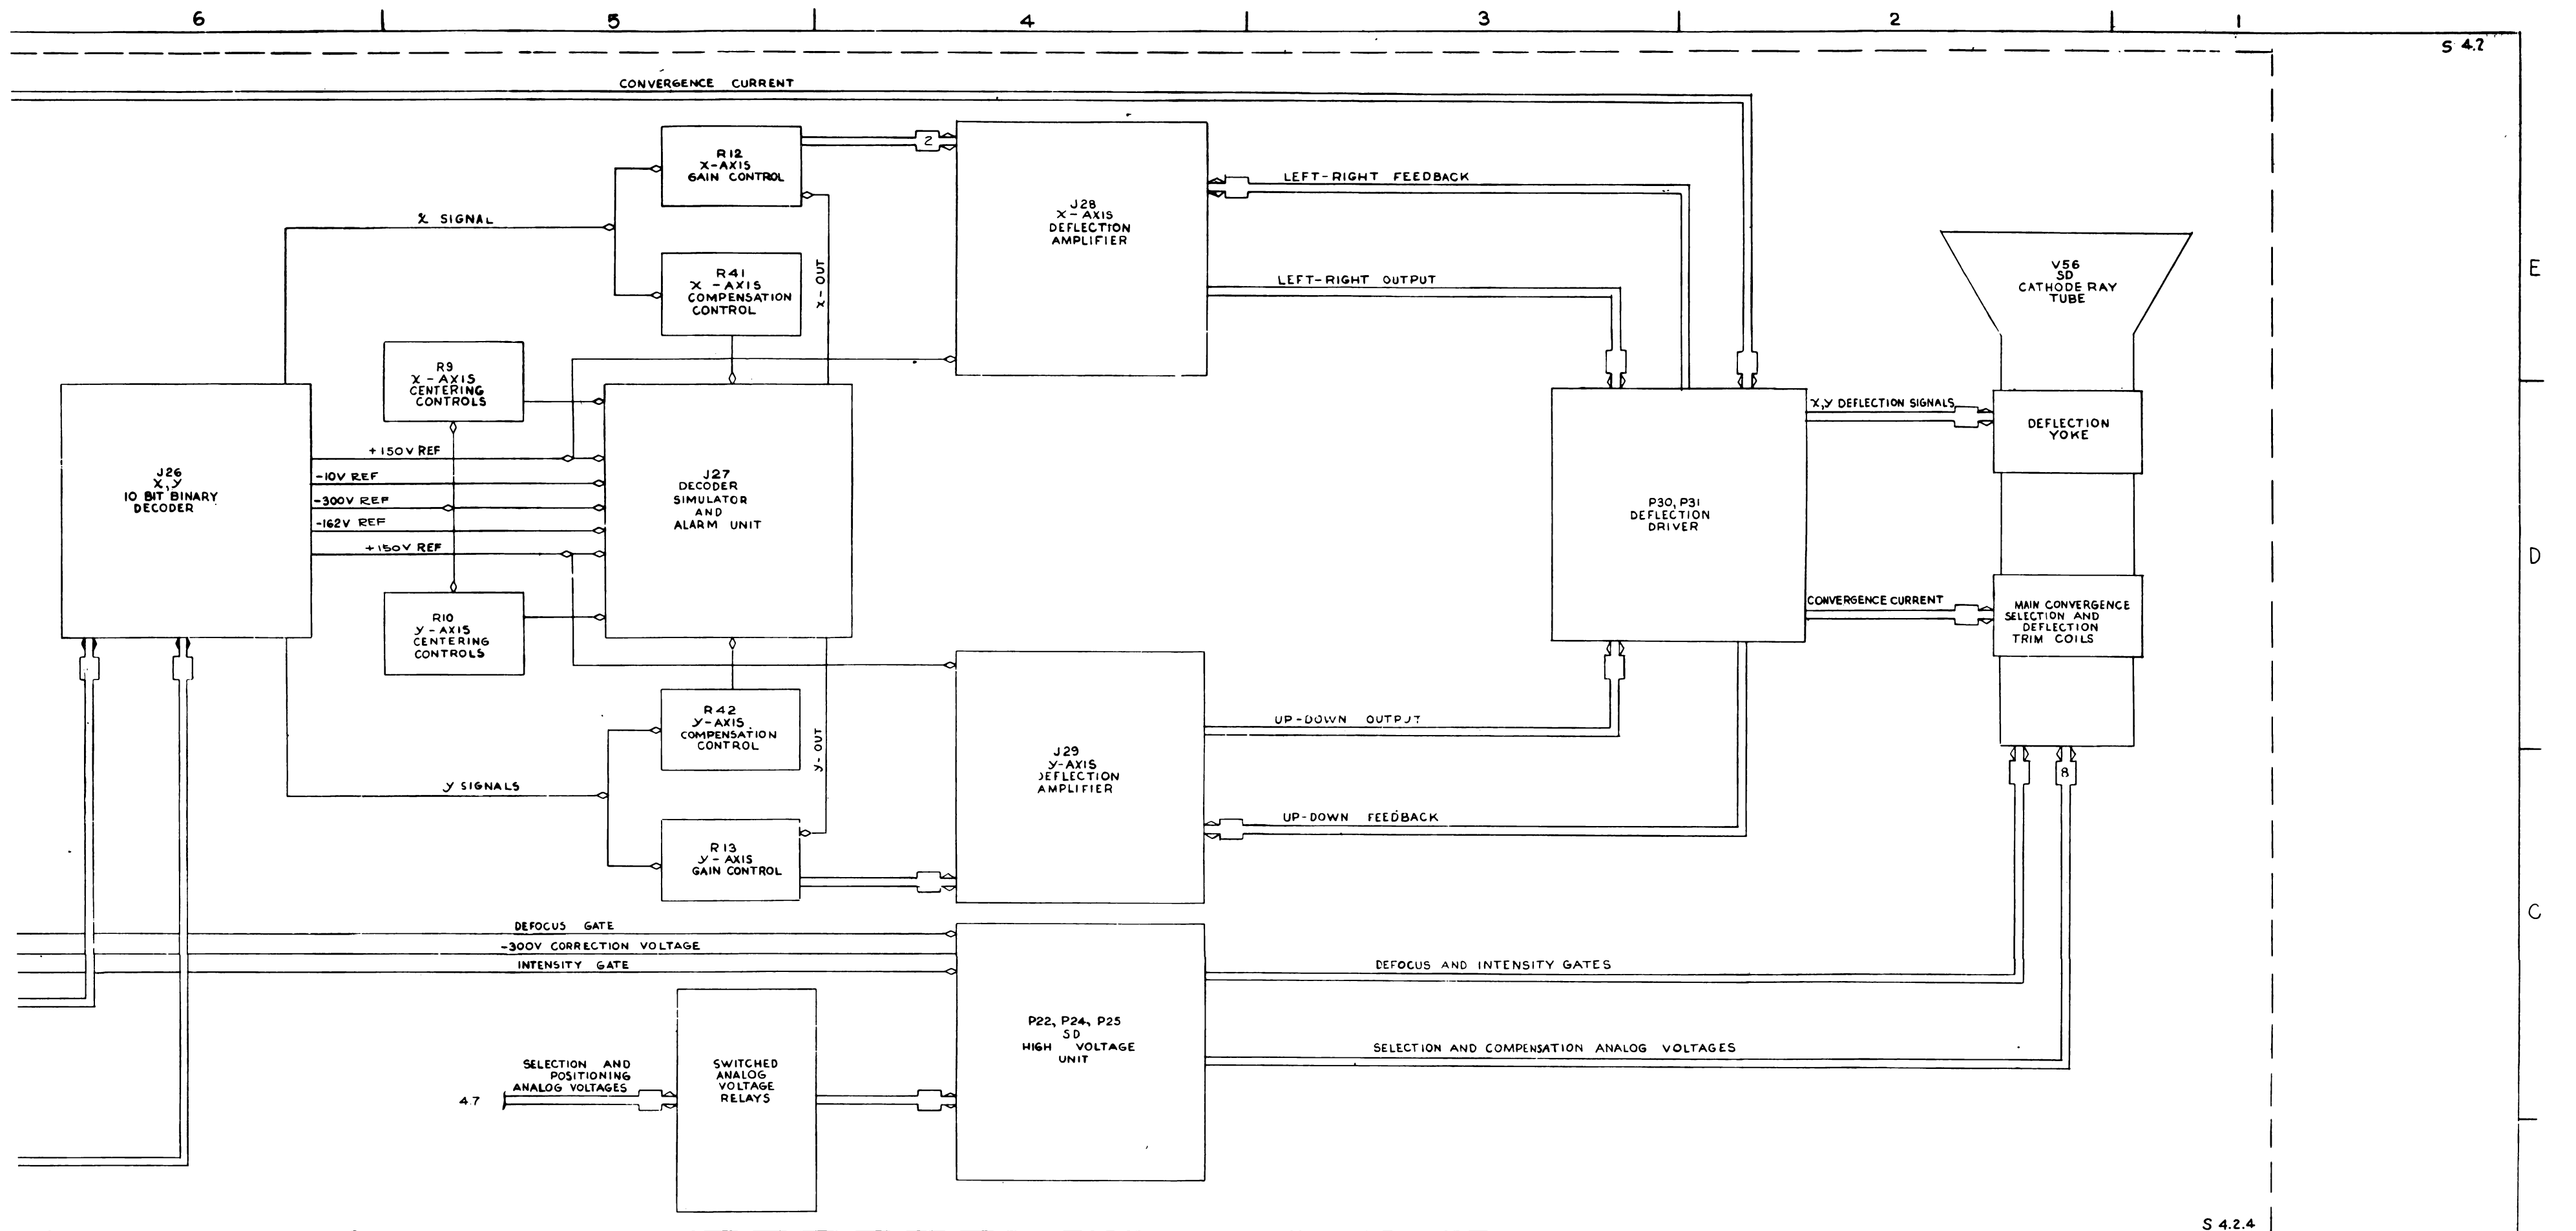 6 5 4 3 2 1
S 4.2
CONVERGENCE CURRENT
R12
X-AXIS
GAIN CONTROL
2
J28
X-AXIS
DEFLECTION
AMPLIFIER
LEFT-RIGHT FEEDBACK
X SIGNAL
R41
X-AXIS
COMPENSATION
CONTROL
X-OUT
LEFT-RIGHT OUTPUT
V56
SD
CATHODE RAY
TUBE
E
R9
X-AXIS
CENTERING
CONTROLS
X,Y DEFLECTION SIGNALS
DEFLECTION
YOKE
J26
X,Y
10 BIT BINARY
DECODER
+150V REF
-10V REF
-300V REF
-162V REF
+150V REF
J27
DECODER
SIMULATOR
AND
ALARM UNIT
P30, P31
DEFLECTION
DRIVER
D
R10
Y-AXIS
CENTERING
CONTROLS
CONVERGENCE CURRENT
MAIN CONVERGENCE
SELECTION AND
DEFLECTION
TRIM COILS
R42
Y-AXIS
COMPENSATION
CONTROL
Y-OUT
UP-DOWN OUTPUT
J29
Y-AXIS
DEFLECTION
AMPLIFIER
8
Y SIGNALS
R13
Y-AXIS
GAIN CONTROL
UP-DOWN FEEDBACK
C
DEFOCUS GATE
-300V CORRECTION VOLTAGE
INTENSITY GATE
DEFOCUS AND INTENSITY GATES
P22, P24, P25
SD
HIGH VOLTAGE
UNIT
SELECTION AND COMPENSATION ANALOG VOLTAGES
SELECTION AND
POSITIONING
ANALOG VOLTAGES
4.7
SWITCHED
ANALOG
VOLTAGE
RELAYS
S 4.2.4